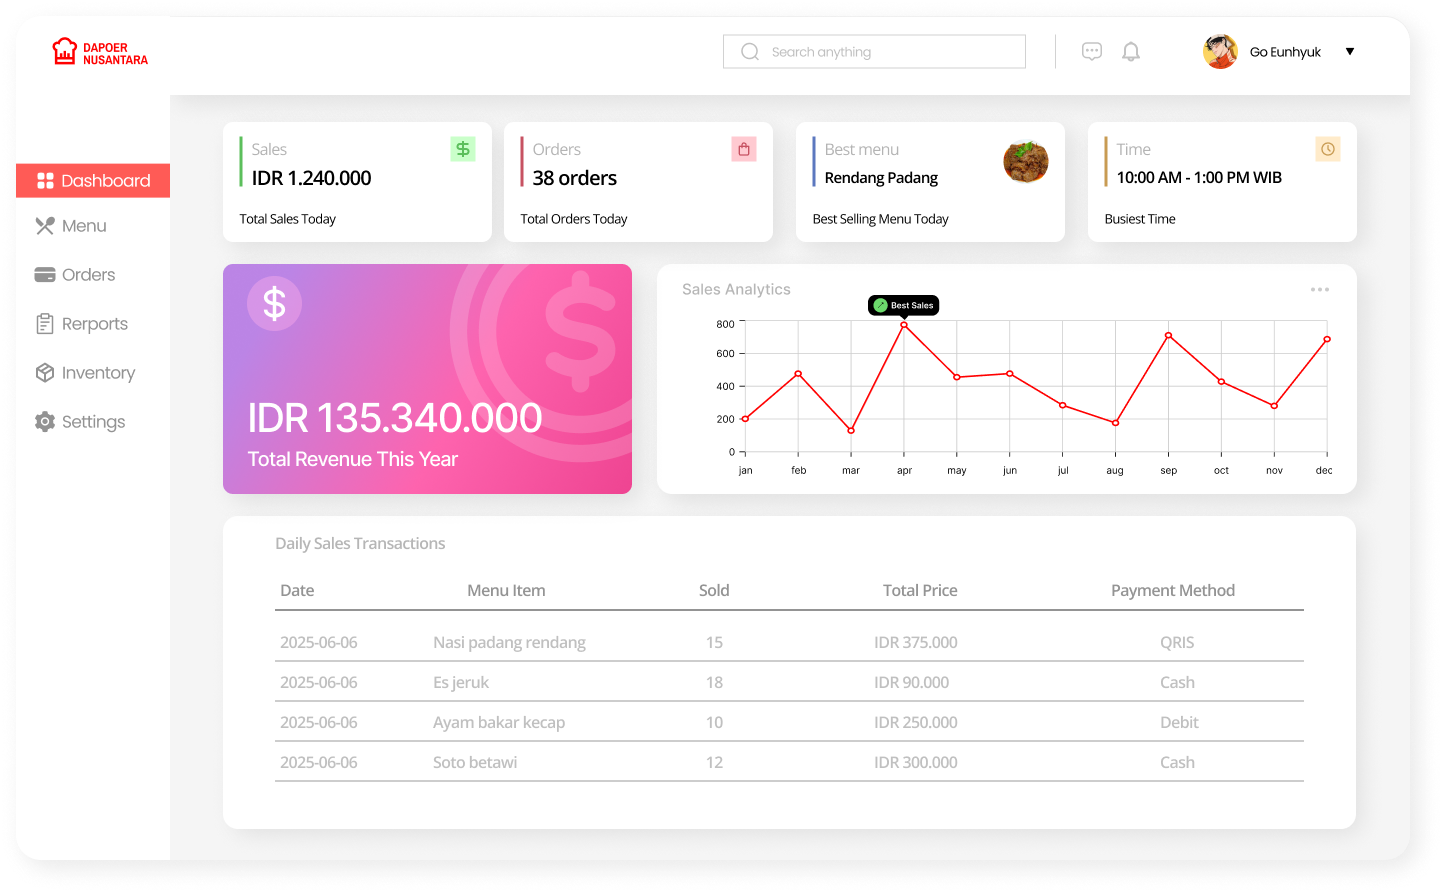 DAPOER
NUSANTARA
Search anything
Go Eunhyuk
Dashboard
Menu
Orders
Rerports
Inventory
Settings
Sales
IDR 1.240.000
Total Sales Today
Orders
38 orders
Total Orders Today
Best menu
Rendang Padang
Best Selling Menu Today
Time
10:00 AM - 1:00 PM WIB
Busiest Time
$
IDR 135.340.000
Total Revenue This Year
Sales Analytics
Best Sales
800
600
400
200
0
jan feb mar apr may jun jul aug sep oct nov dec
Daily Sales Transactions
Date Menu Item Sold Total Price Payment Method
2025-06-06 Nasi padang rendang 15 IDR 375.000 QRIS
2025-06-06 Es jeruk 18 IDR 90.000 Cash
2025-06-06 Ayam bakar kecap 10 IDR 250.000 Debit
2025-06-06 Soto betawi 12 IDR 300.000 Cash